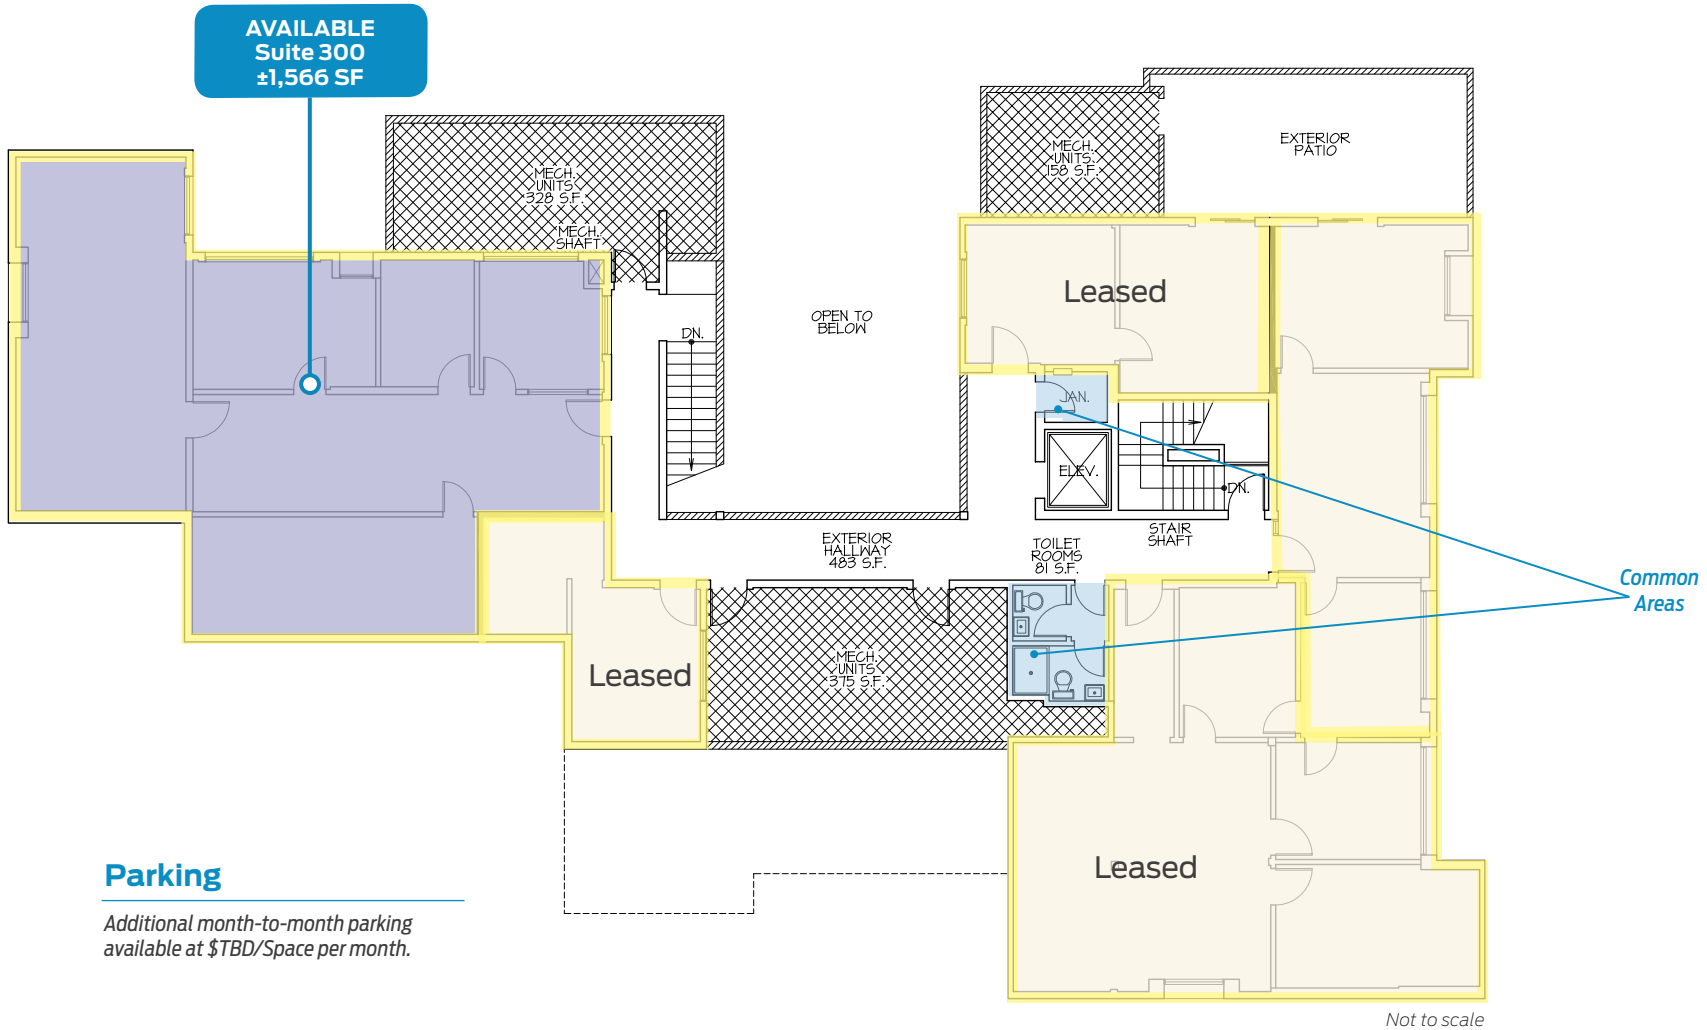 AVAILABLE
Suite 300
±1,566 SF
MECH.
UNITS
328 S.F.
MECH.
SHAFT
MECH.
UNITS
158 S.F.
EXTERIOR
PATIO
Leased
OPEN TO
BELOW
DN.
JAN.
ELEV.
DN.
STAIR
SHAFT
EXTERIOR
HALLWAY
483 S.F.
TOILET
ROOMS
81 S.F.
Common
Areas
Leased
MECH.
UNITS
375 S.F.
Leased
Parking
Additional month-to-month parking
available at $TBD/Space per month.
Not to scale